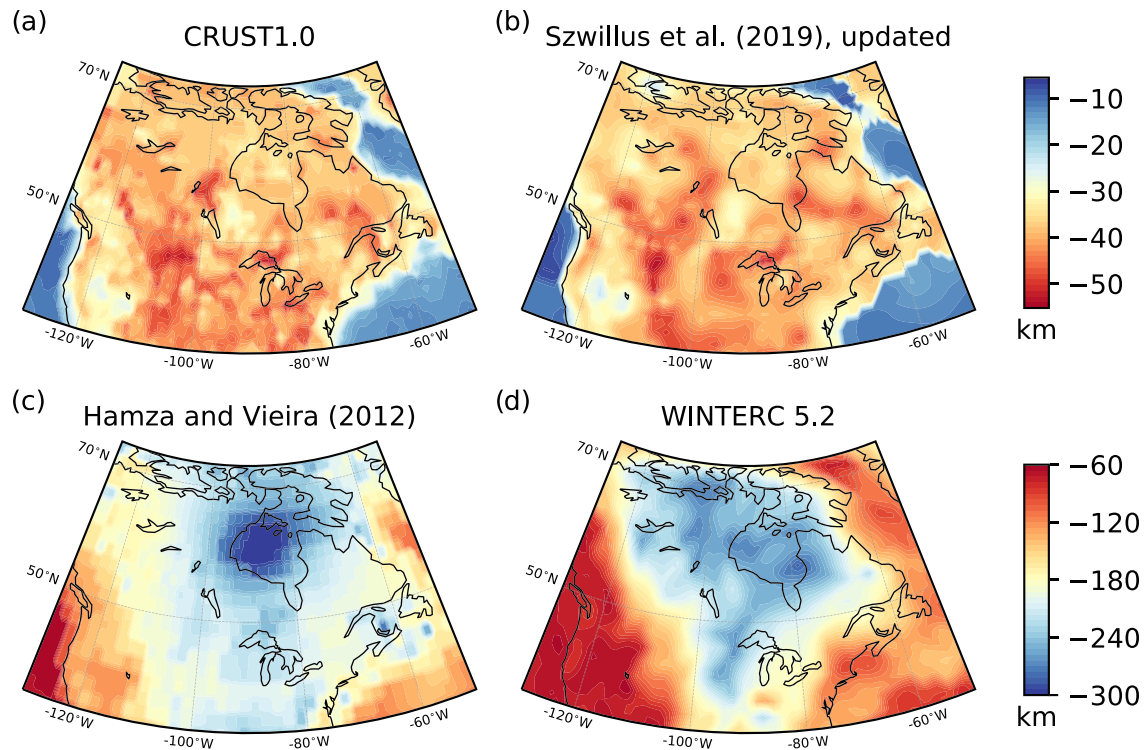 (a)
CRUST1.0
70°N
50°N
-120°W
-100°W
-80°W
-60°W
(b)
Szwillus et al. (2019), updated
70°N
50°N
-120°W
-100°W
-80°W
-60°W
−10
−20
−30
−40
−50
km
(c)
Hamza and Vieira (2012)
70°N
50°N
-120°W
-100°W
-80°W
-60°W
(d)
WINTERC 5.2
70°N
50°N
-120°W
-100°W
-80°W
-60°W
−60
−120
−180
−240
−300
km